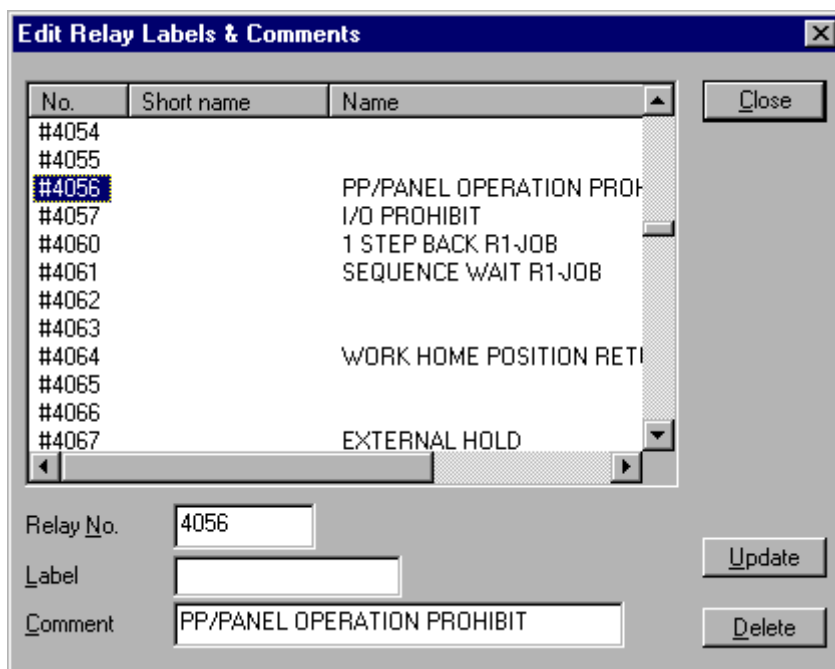 Edit Relay Labels & Comments
No. Short name Name
Close
#4054
#4055
#4056 PP/PANEL OPERATION PROH
#4057 I/O PROHIBIT
#4060 1 STEP BACK R1-JOB
#4061 SEQUENCE WAIT R1-JOB
#4062
#4063
#4064 WORK HOME POSITION RETU
#4065
#4066
#4067 EXTERNAL HOLD
Relay No. 4056
Label
Update
Comment PP/PANEL OPERATION PROHIBIT
Delete